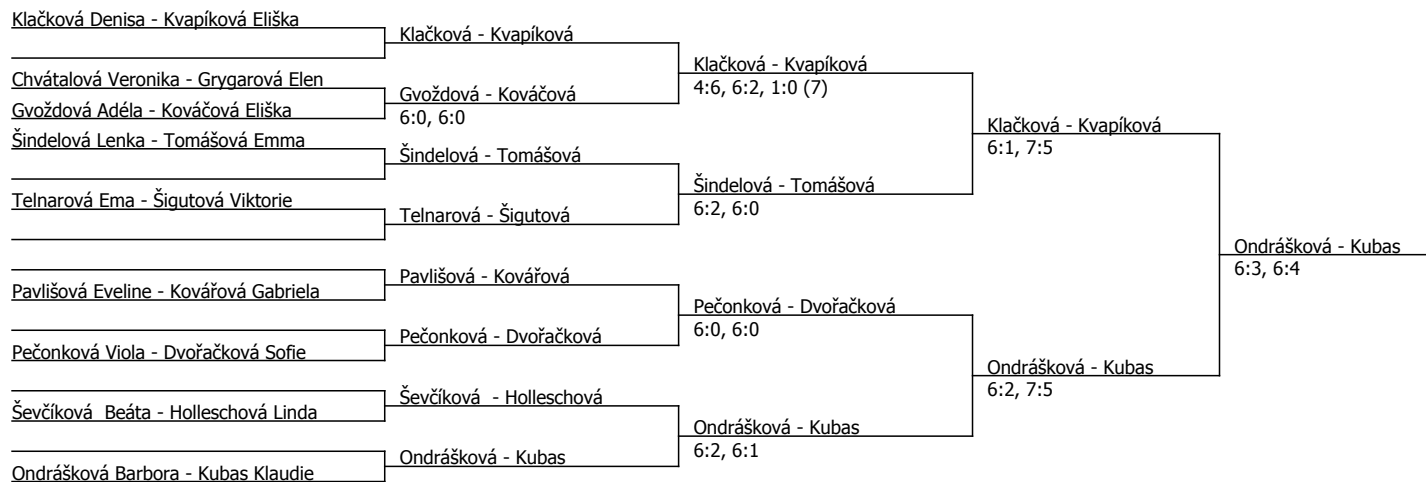 Klačková Denisa - Kvapíková Eliška
Chvátalová Veronika - Grygarová Elen
Gvoždová Adéla - Kováčová Eliška
Šindelová Lenka - Tomášová Emma
Telnarová Ema - Šigutová Viktorie
Pavlišová Eveline - Kovářová Gabriela
Pečonková Viola - Dvořačková Sofie
Ševčíková  Beáta - Holleschová Linda
Ondrášková Barbora - Kubas Klaudie
Klačková - Kvapíková
Gvoždová - Kováčová
6:0, 6:0
Šindelová - Tomášová
Telnarová - Šigutová
Pavlišová - Kovářová
Pečonková - Dvořačková
Ševčíková  - Holleschová
Ondrášková - Kubas
Klačková - Kvapíková
4:6, 6:2, 1:0 (7)
Šindelová - Tomášová
6:2, 6:0
Pečonková - Dvořačková
6:0, 6:0
Ondrášková - Kubas
6:2, 6:1
Klačková - Kvapíková
6:1, 7:5
Ondrášková - Kubas
6:2, 7:5
Ondrášková - Kubas
6:3, 6:4